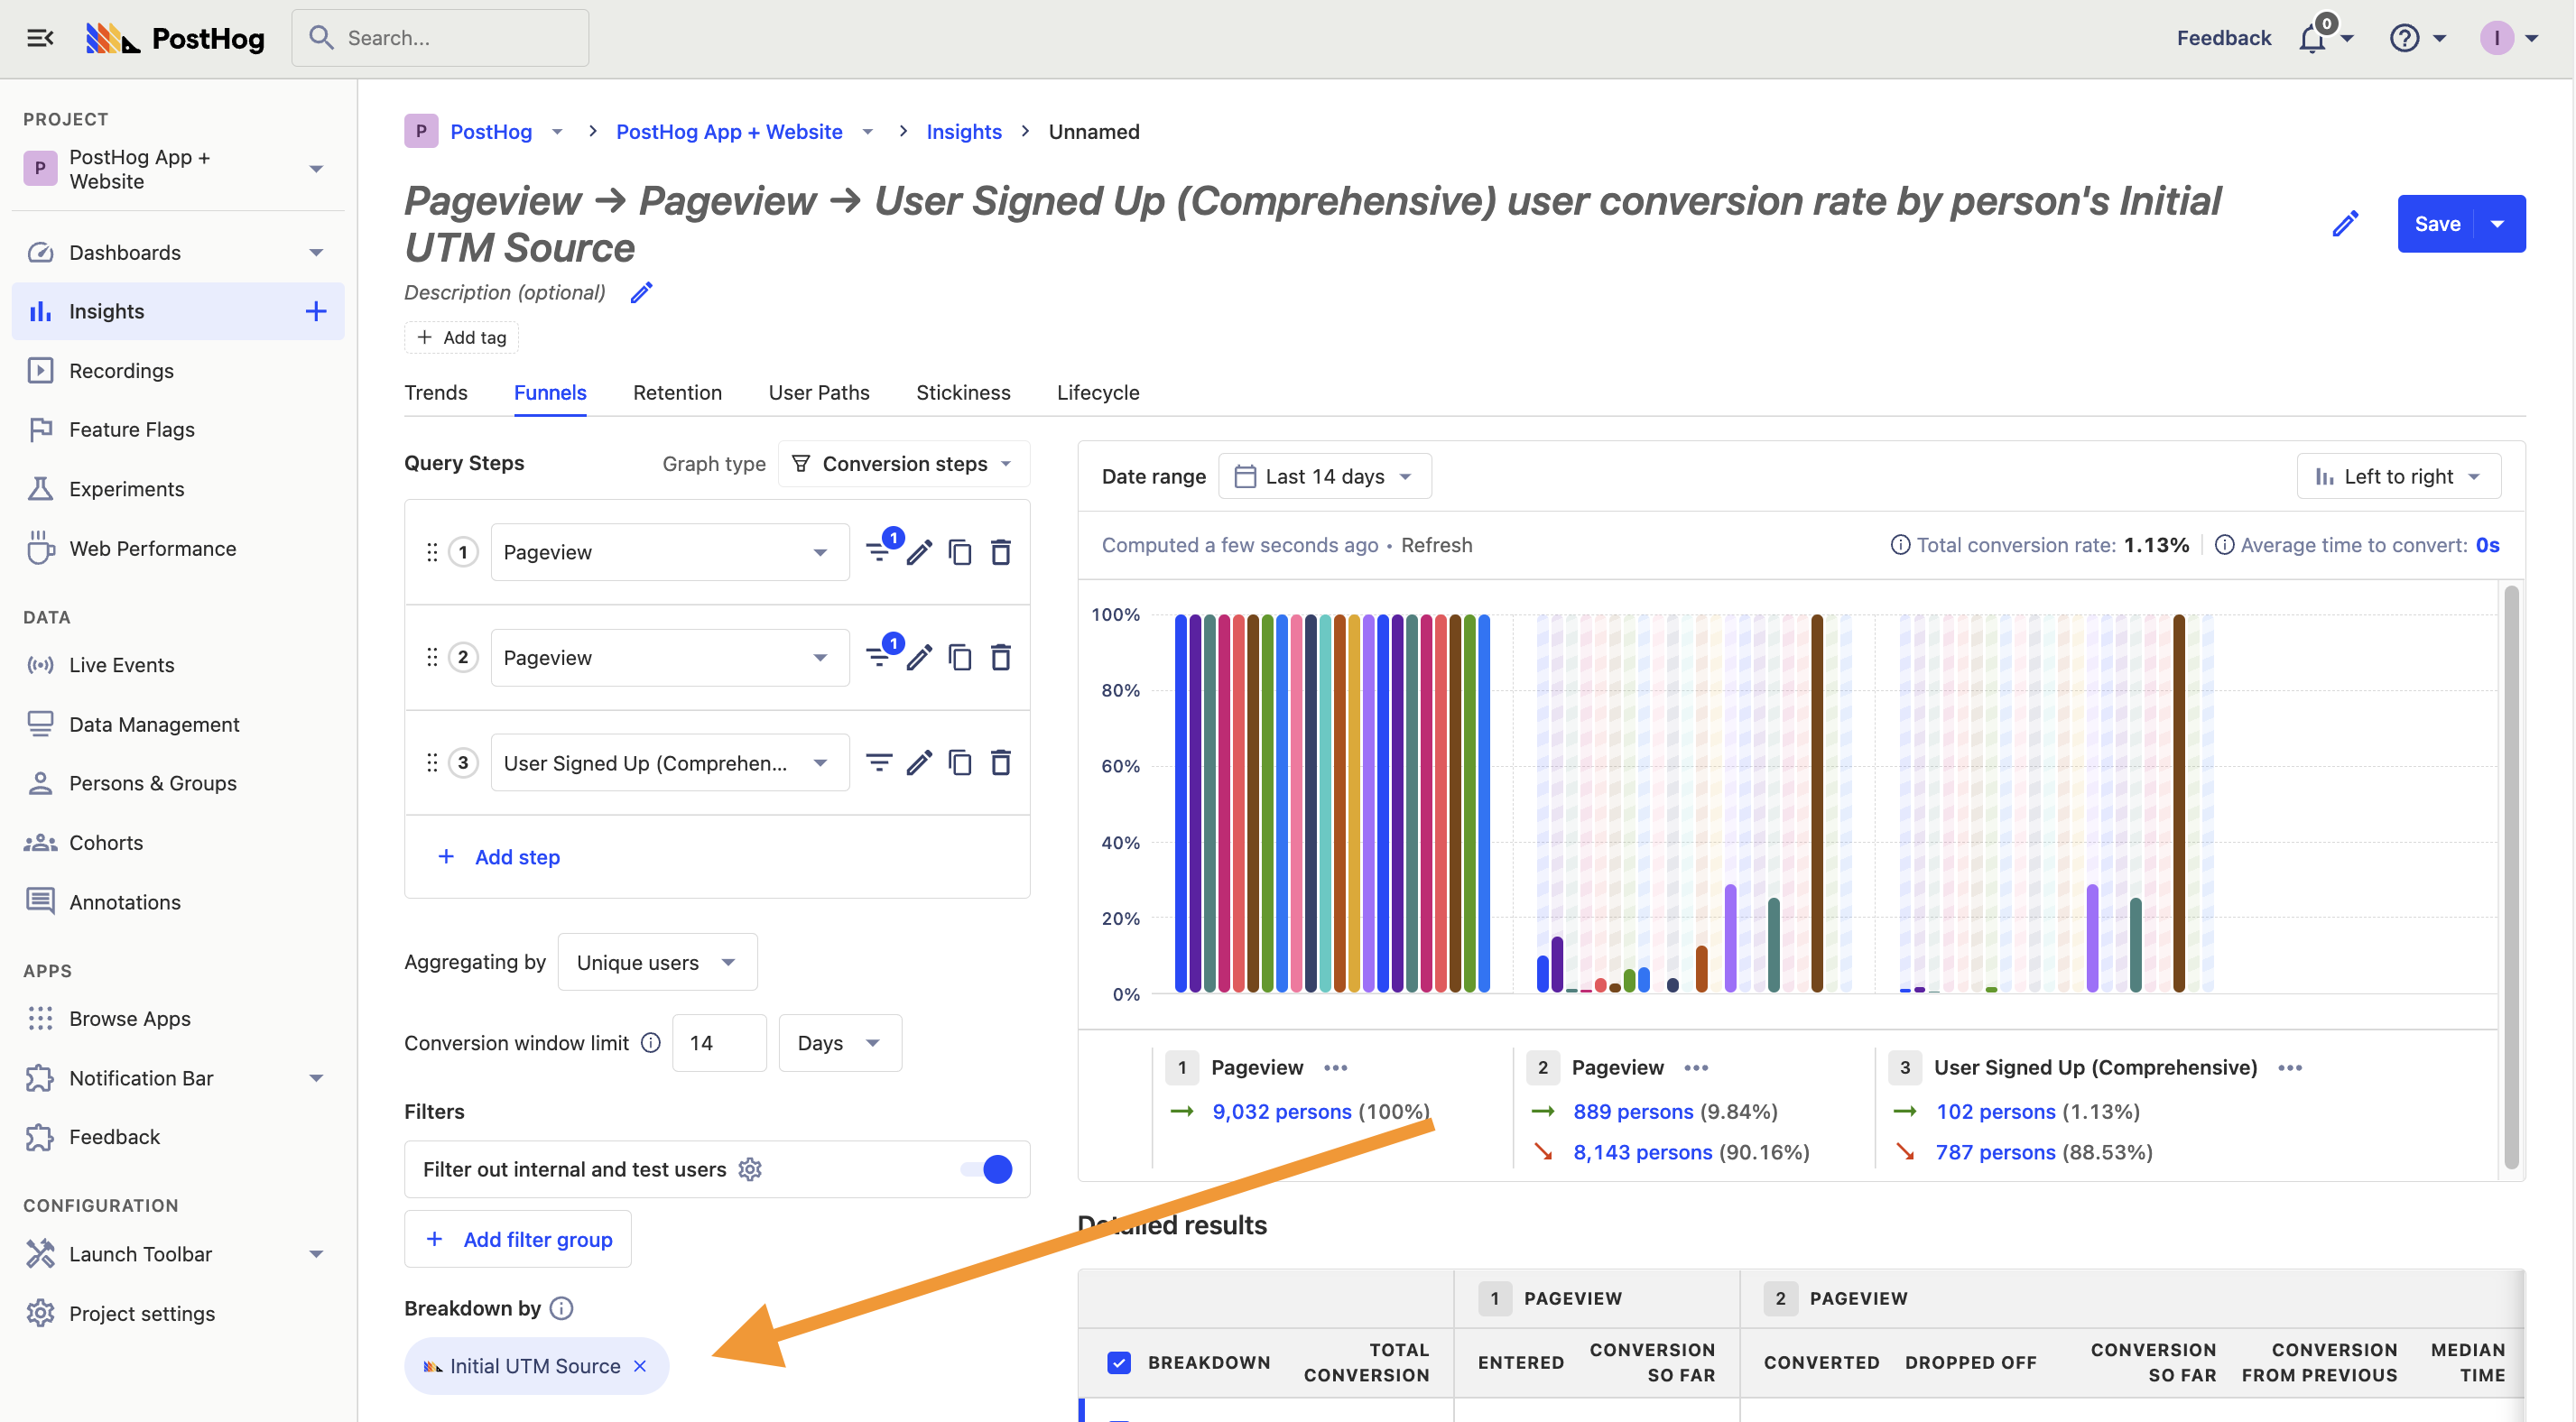 PostHog
Search...
Feedback
0
I
PROJECT
P
PostHog App +
Website
Dashboards
Insights
Recordings
Feature Flags
Experiments
Web Performance
DATA
Live Events
Data Management
Persons & Groups
Cohorts
Annotations
APPS
Browse Apps
Notification Bar
Feedback
CONFIGURATION
Launch Toolbar
Project settings
P PostHog > PostHog App + Website > Insights > Unnamed
Pageview → Pageview → User Signed Up (Comprehensive) user conversion rate by person's Initial
UTM Source
Save
Description (optional)
+ Add tag
Trends Funnels Retention User Paths Stickiness Lifecycle
Query Steps Graph type Conversion steps
1 Pageview 1
2 Pageview 1
3 User Signed Up (Comprehen...
+ Add step
Aggregating by Unique users
Conversion window limit 14 Days
Filters
Filter out internal and test users
+ Add filter group
Breakdown by
Initial UTM Source ×
Date range Last 14 days Left to right
Computed a few seconds ago • Refresh Total conversion rate: 1.13% Average time to convert: 0s
100%
80%
60%
40%
20%
0%
1 Pageview •••
→ 9,032 persons (100%)
2 Pageview •••
→ 889 persons (9.84%)
8,143 persons (90.16%)
3 User Signed Up (Comprehensive) •••
→ 102 persons (1.13%)
787 persons (88.53%)
Detailed results
1 PAGEVIEW 2 PAGEVIEW
BREAKDOWN
TOTAL
CONVERSION
ENTERED
CONVERSION
SO FAR
CONVERTED
DROPPED OFF
CONVERSION
SO FAR
CONVERSION
FROM PREVIOUS
MEDIAN
TIME